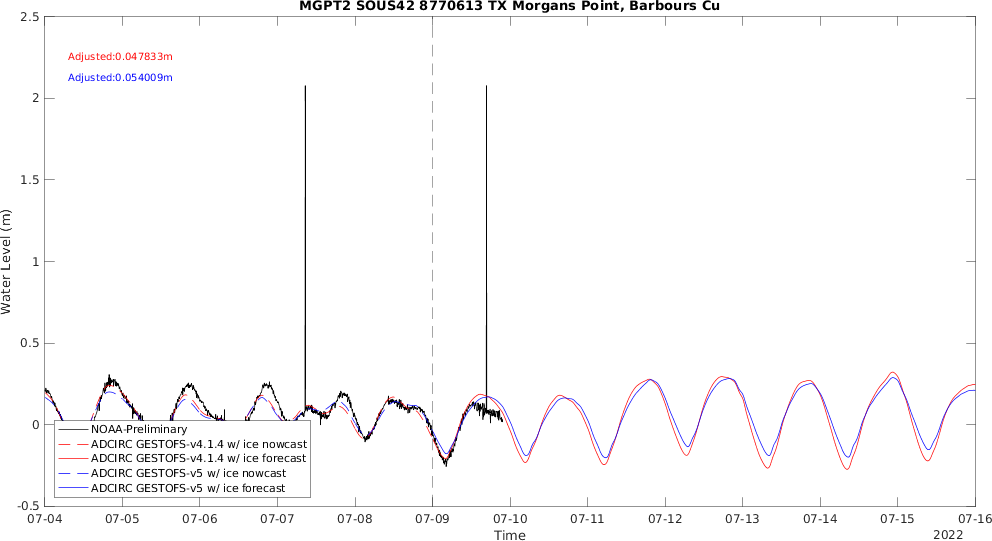 MGPT2 SOUS42 8770613 TX Morgans Point, Barbours Cu
2.5
Adjusted:0.047833m
Adjusted:0.054009m
2
1.5
Water Level (m)
1
0.5
0
NOAA-Preliminary
ADCIRC GESTOFS-v4.1.4 w/ ice nowcast
ADCIRC GESTOFS-v4.1.4 w/ ice forecast
ADCIRC GESTOFS-v5 w/ ice nowcast
ADCIRC GESTOFS-v5 w/ ice forecast
-0.5
07-04 07-05 07-06 07-07 07-08 07-09 07-10 07-11 07-12 07-13 07-14 07-15 07-16
Time
2022